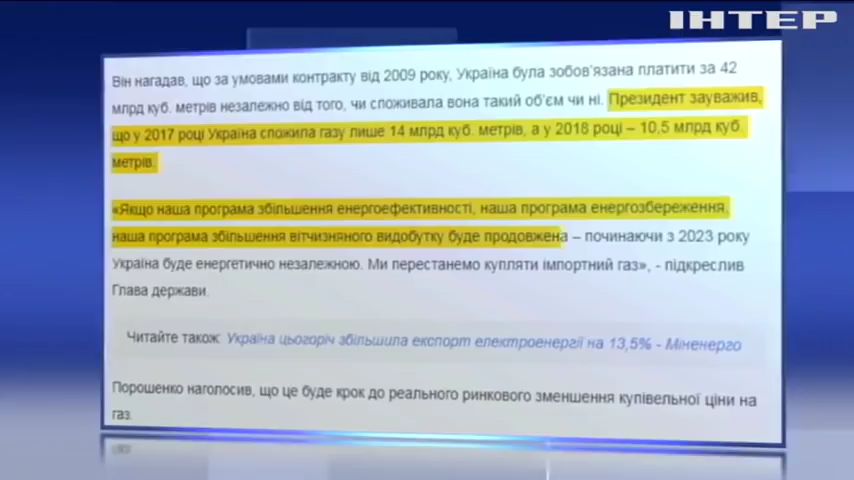 ІНТЕР
Він нагадав, що за умовами контракту від 2009 року, Україна була зобов'язана платити за 42
млрд куб. метрів незалежно від того, чи споживала вона такий об'єм чи ні. Президент зауважив,
що у 2017 році Україна спожила газу лише 14 млрд куб. метрів, а у 2018 році – 10,5 млрд куб.
метрів.
«Якщо наша програма збільшення енергоефективності, наша програма енергозбереження,
наша програма збільшення вітчизняного видобутку буде продовжена – починаючи з 2023 року
Україна буде енергетично незалежною. Ми перестанемо купляти імпортний газ», - підкреслив
Глава держави.
Читайте також: Україна цьогоріч збільшила експорт електроенергії на 13,5% - Міненерго
Порошенко наголосив, що це буде крок до реального ринкового зменшення купівельної ціни на
газ.